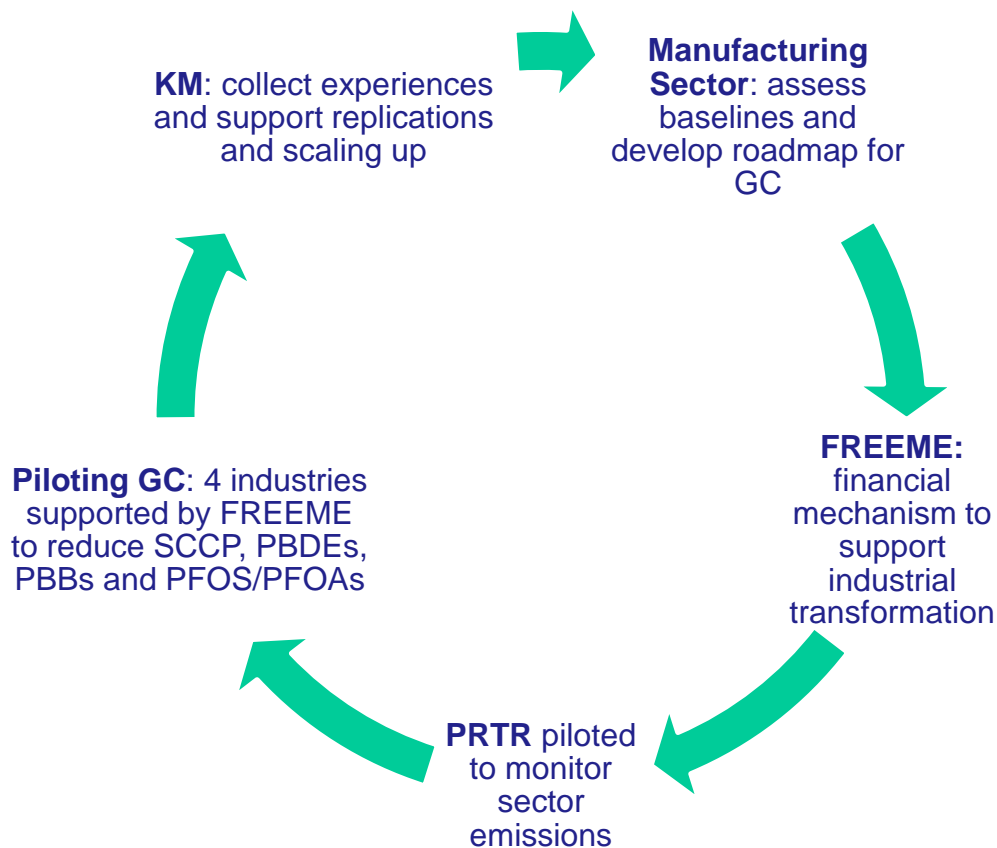 KM: collect experiences
and support replications
and scaling up
Manufacturing
Sector: assess
baselines and
develop roadmap for
GC
FREEME:
financial
mechanism to
support
industrial
transformation
PRTR piloted
to monitor
sector
emissions
Piloting GC: 4 industries
supported by FREEME
to reduce SCCP, PBDEs,
PBBs and PFOS/PFOAs